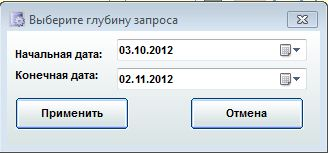 Выберите глубину запроса
Начальная дата: 03.10.2012
Конечная дата: 02.11.2012
Применить Отмена